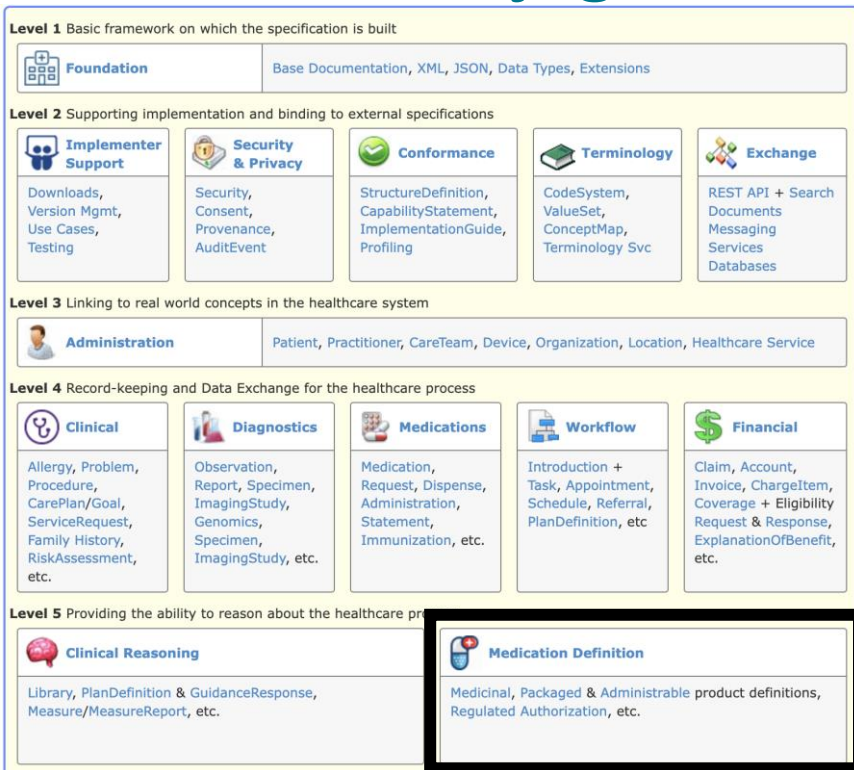 Level 1 Basic framework on which the specification is built
Foundation
Base Documentation, XML, JSON, Data Types, Extensions
Level 2 Supporting implementation and binding to external specifications
Implementer
Support
Downloads,
Version Mgmt,
Use Cases,
Testing
Security
& Privacy
Security,
Consent,
Provenance,
AuditEvent
Conformance
StructureDefinition,
CapabilityStatement,
ImplementationGuide,
Profiling
Terminology
CodeSystem,
ValueSet,
ConceptMap,
Terminology Svc
Exchange
REST API + Search
Documents
Messaging
Services
Databases
Level 3 Linking to real world concepts in the healthcare system
Administration
Patient, Practitioner, CareTeam, Device, Organization, Location, Healthcare Service
Level 4 Record-keeping and Data Exchange for the healthcare process
Clinical
Allergy, Problem,
Procedure,
CarePlan/Goal,
ServiceRequest,
Family History,
RiskAssessment,
etc.
Diagnostics
Observation,
Report, Specimen,
ImagingStudy,
Genomics,
Specimen,
ImagingStudy, etc.
Medications
Medication,
Request, Dispense,
Administration,
Statement,
Immunization, etc.
Workflow
Introduction +
Task, Appointment,
Schedule, Referral,
PlanDefinition, etc
Financial
Claim, Account,
Invoice, ChargeItem,
Coverage + Eligibility
Request & Response,
ExplanationOfBenefit,
etc.
Level 5 Providing the ability to reason about the healthcare
Clinical Reasoning
Library, PlanDefinition & GuidanceResponse,
Measure/MeasureReport, etc.
Medication Definition
Medicinal, Packaged & Administrable product definitions,
Regulated Authorization, etc.